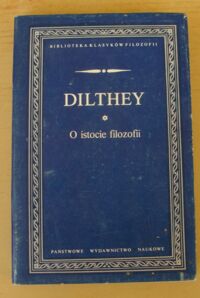 BIBLIOTEKA KLASYKÓW FILOZOFII
DILTHEY
O istocie filozofii
PAŃSTWOWE WYDAWNICTWO NAUKOWE